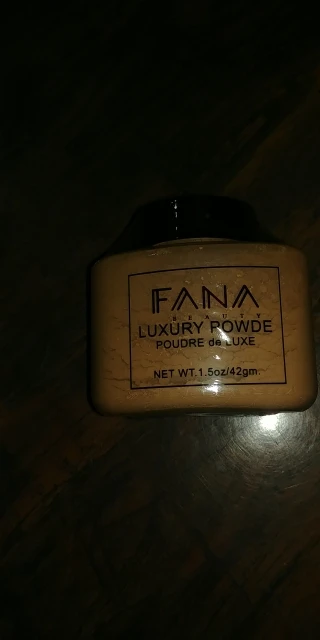 FANA
BEAUTY
LUXURY POWDE
POUDRE de LUXE
NET WT.1.5oz/42gm.